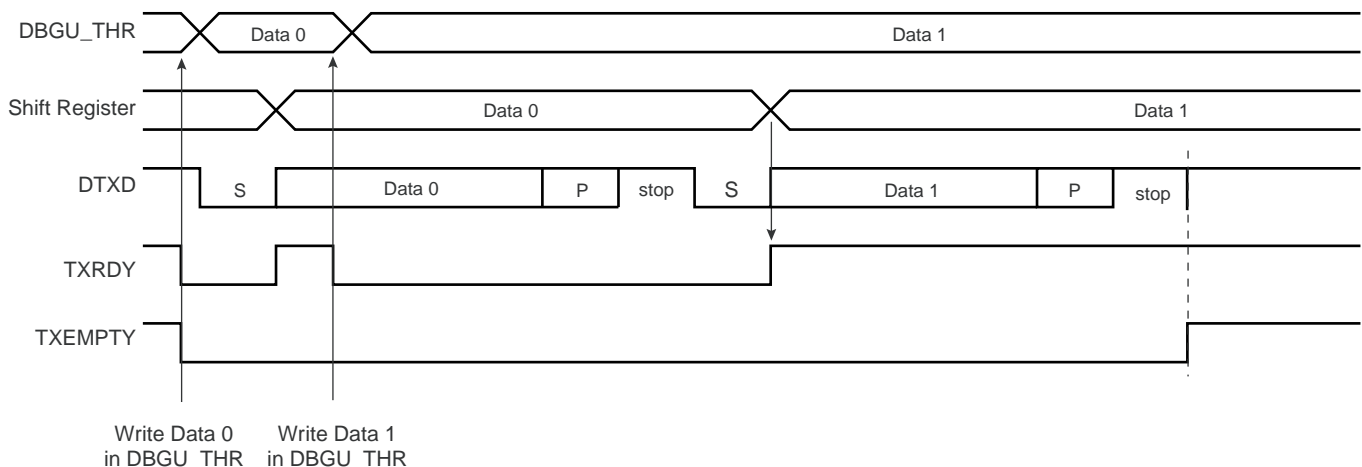 DBGU_THR
Data 0
Data 1
Shift Register
Data 0
Data 1
DTXD
S
Data 0
P
stop
S
Data 1
P
stop
TXRDY
TXEMPTY
Write Data 0
in DBGU_THR
Write Data 1
in DBGU_THR